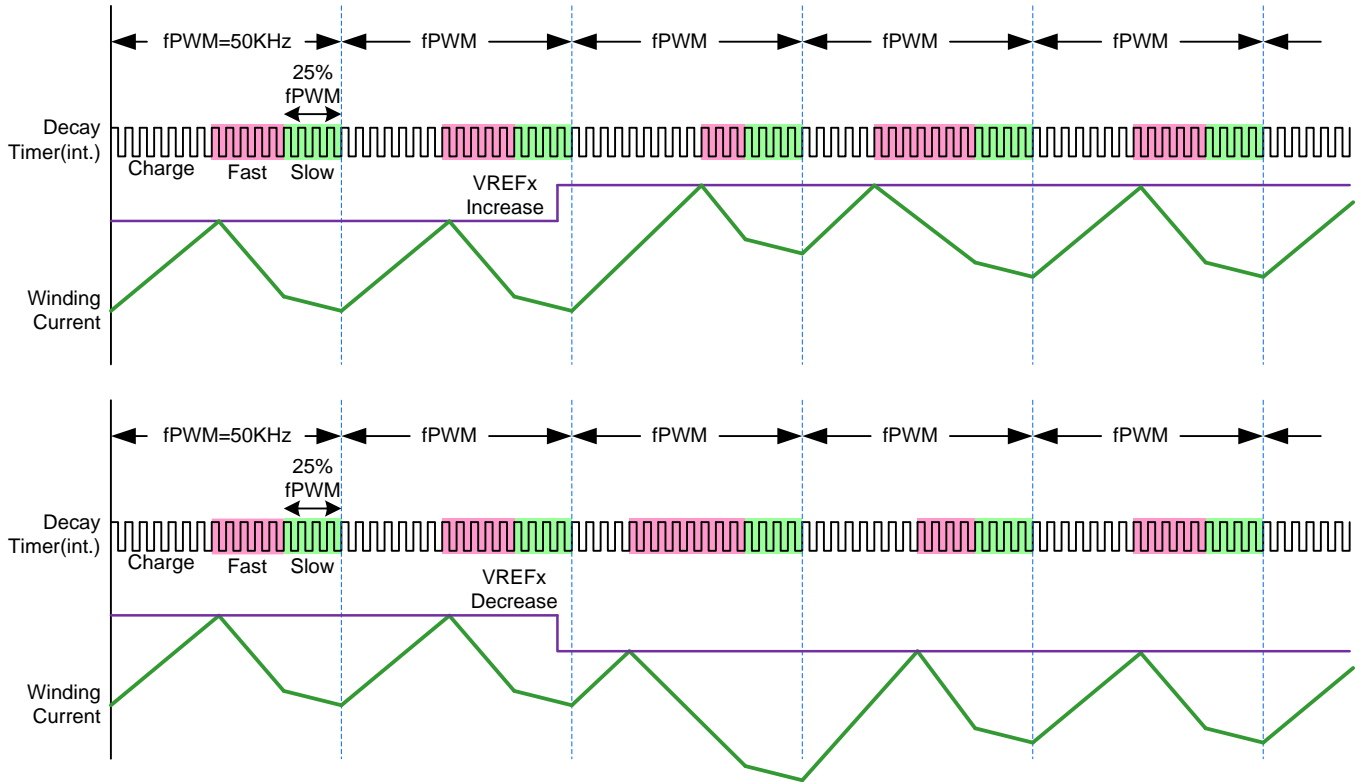 fPWM=50KHz fPWM fPWM fPWM fPWM
25%
fPWM
Decay
Timer(int.)
Charge Fast Slow
VREFx
Increase
Winding
Current
fPWM=50KHz fPWM fPWM fPWM fPWM
25%
fPWM
Decay
Timer(int.)
Charge Fast Slow
VREFx
Decrease
Winding
Current